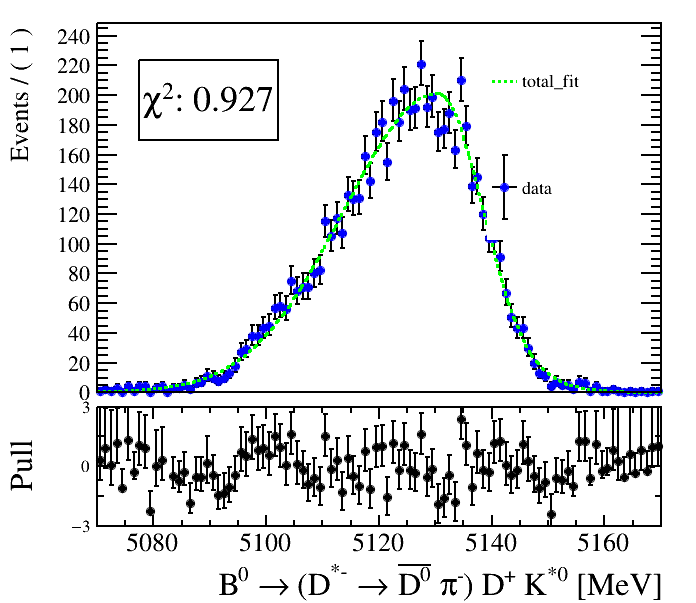 Events / ( 1 )
240
220
200
180
160
140
120
100
80
60
40
20
0
χ²: 0.927
total_fit
data
Pull
3
0
−3
5080 5100 5120 5140 5160
B⁰ → (D*⁻ → D̅⁰ π⁻) D⁺ K*⁰ [MeV]